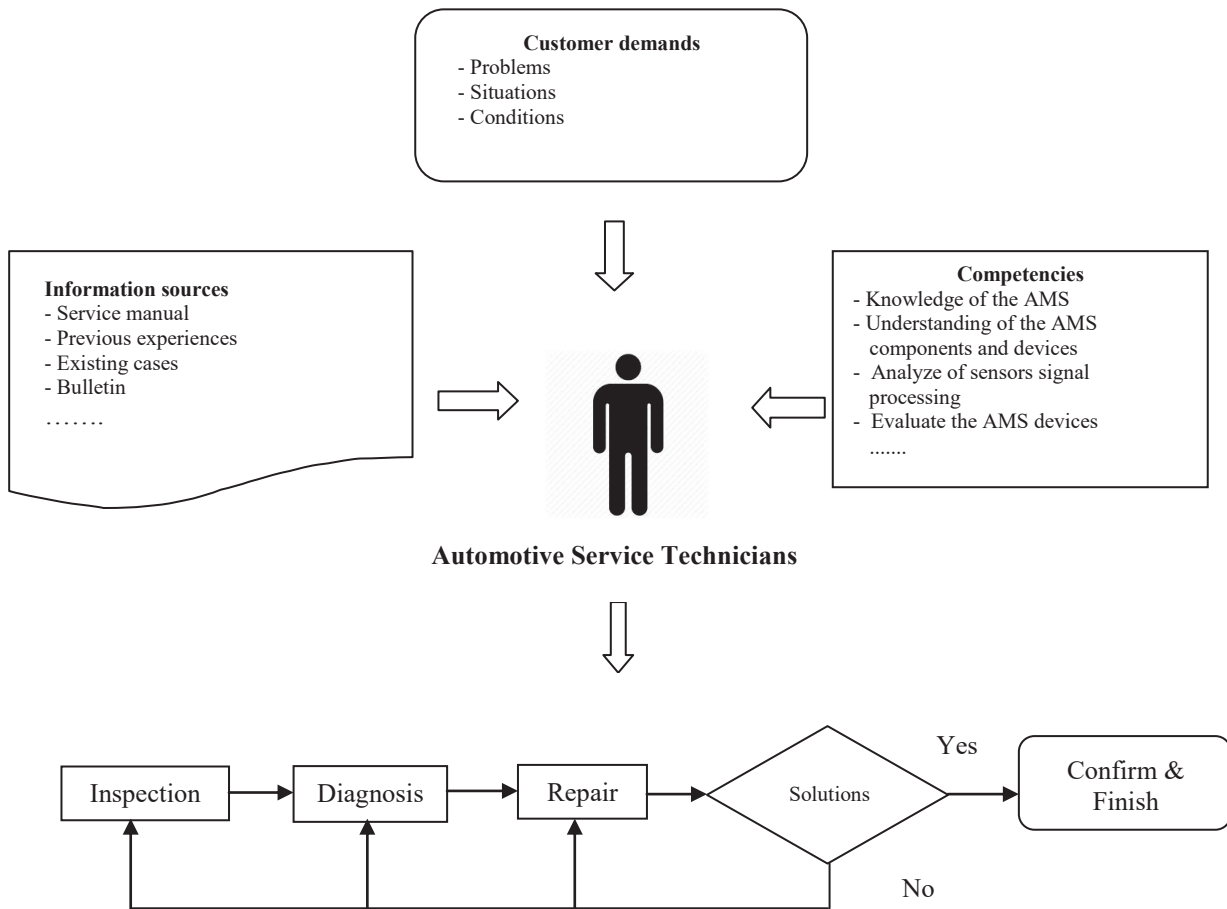 Customer demands
- Problems
- Situations
- Conditions
Information sources
- Service manual
- Previous experiences
- Existing cases
- Bulletin
.......
Competencies
- Knowledge of the AMS
- Understanding of the AMS
components and devices
- Analyze of sensors signal
processing
- Evaluate the AMS devices
.......
Automotive Service Technicians
Inspection
Diagnosis
Repair
Solutions
Yes
Confirm &
Finish
No